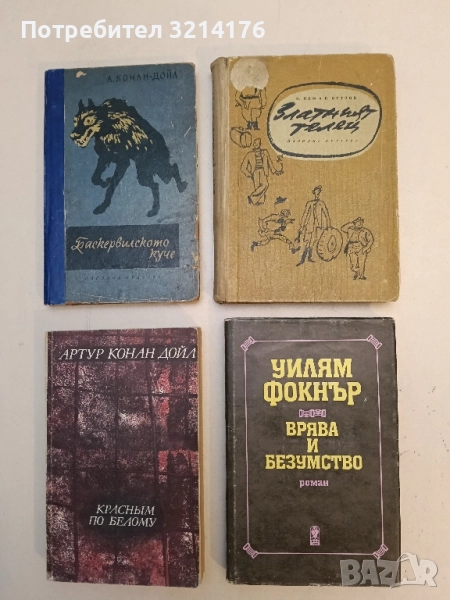 Потребител 3214176
А. КОНАН-ДОЙЛ
Баскервилското
куче
Златният
телец
АРТУР КОНАН ДОЙЛ
КРАСНЫМ
ПО БЕЛОМУ
УИЛЯМ
ФОКНЪР
ВРЯВА
И
БЕЗУМСТВО
роман
BAZAR